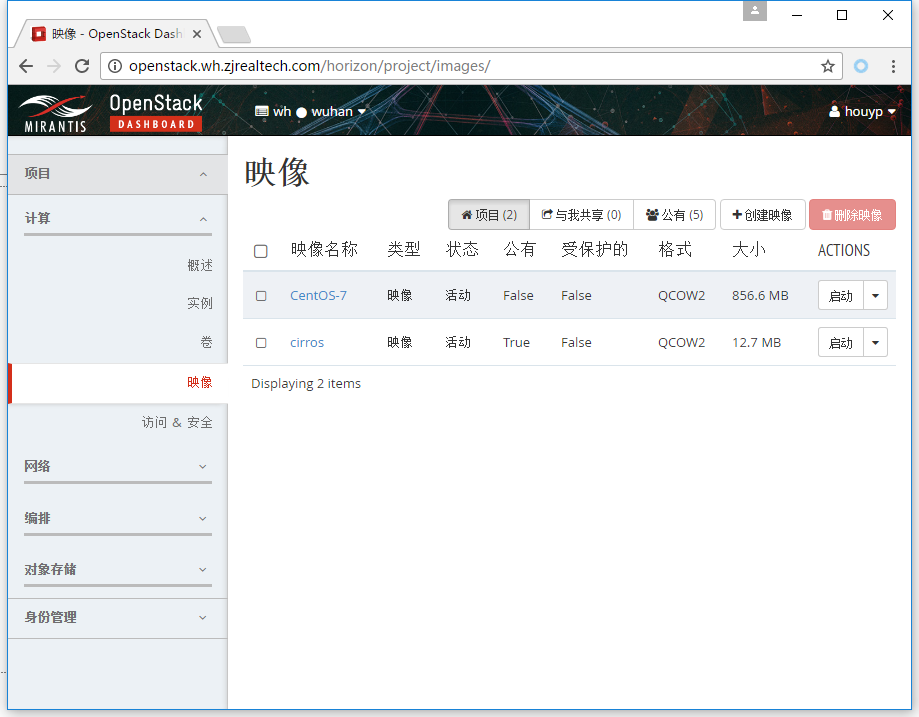 映像 - OpenStack Dash
openstack.wh.zjrealtech.com/horizon/project/images/
MIRANTIS
OpenStack
DASHBOARD
wh wuhan
houyp
项目
计算
概述
实例
卷
映像
访问 & 安全
网络
编排
对象存储
身份管理
映像
项目 (2) 与我共享 (0) 公有 (5) 创建映像 删除映像
映像名称 类型 状态 公有 受保护的 格式 大小 ACTIONS
CentOS-7 映像 活动 False False QCOW2 856.6 MB 启动
cirros 映像 活动 True False QCOW2 12.7 MB 启动
Displaying 2 items